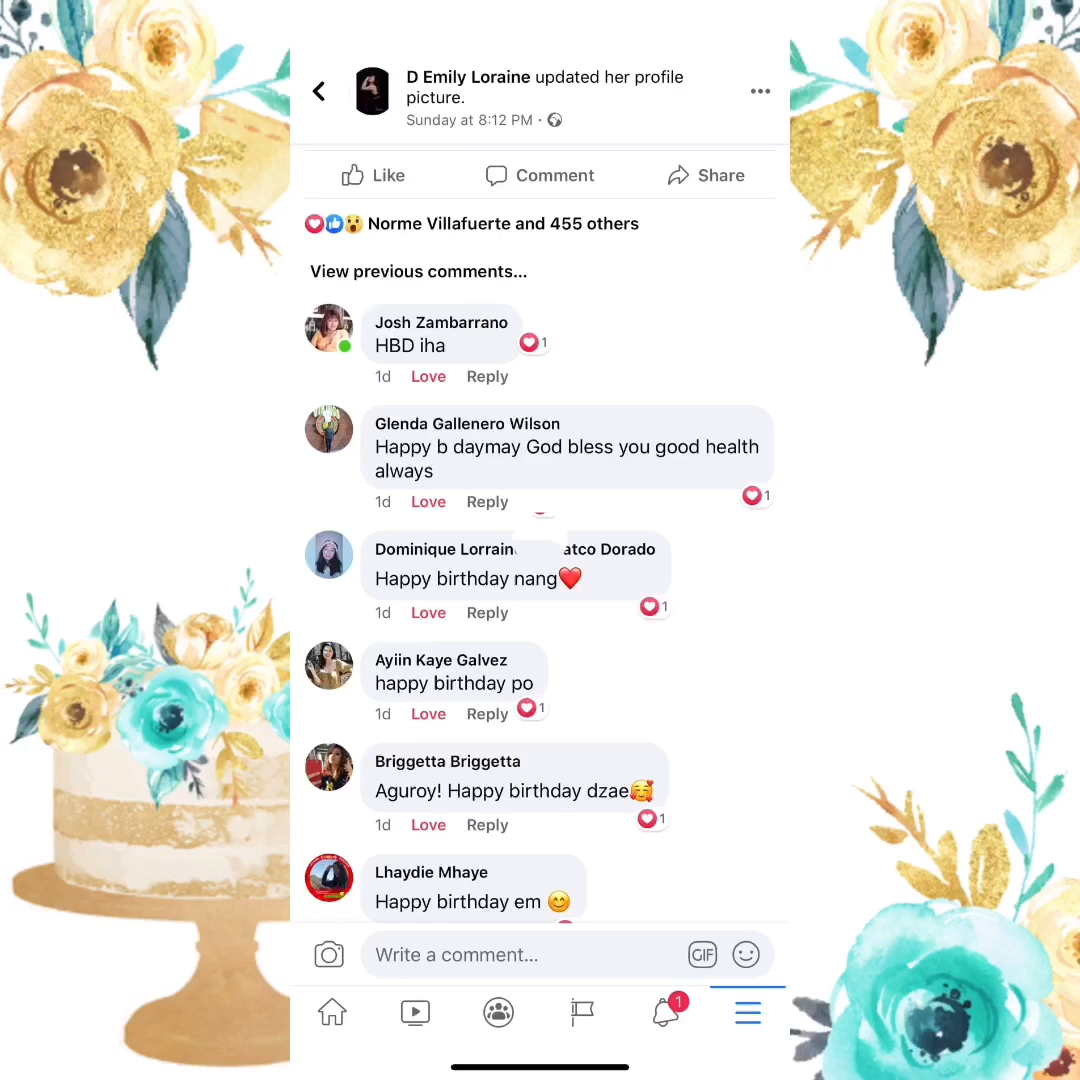 D Emily Loraine updated her profile
picture.
Sunday at 8:12 PM ·
Like Comment Share
Norme Villafuerte and 455 others
View previous comments...
Josh Zambarrano
HBD iha
1
1d Love Reply
Glenda Gallenero Wilson
Happy b daymay God bless you good health
always
1d Love Reply 1
Dominique Dorado
Happy birthday nang❤️
1d Love Reply 1
Ayiin Kaye Galvez
happy birthday po
1d Love Reply 1
Briggetta Briggetta
Aguroy! Happy birthday dzae🥰
1d Love Reply 1
Lhaydie Mhaye
Happy birthday em 😊
Write a comment... GIF
1